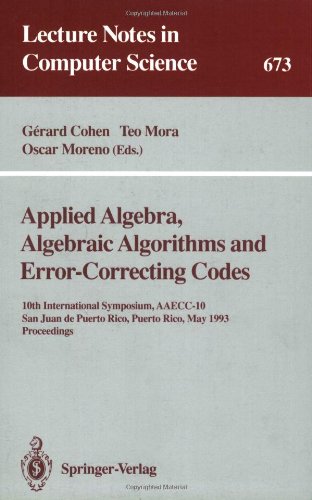 Lecture Notes in
Computer Science
673
Gérard Cohen Teo Mora
Oscar Moreno (Eds.)
Applied Algebra,
Algebraic Algorithms and
Error-Correcting Codes
10th International Symposium, AAECC-10
San Juan de Puerto Rico, Puerto Rico, May 1993
Proceedings
Springer-Verlag